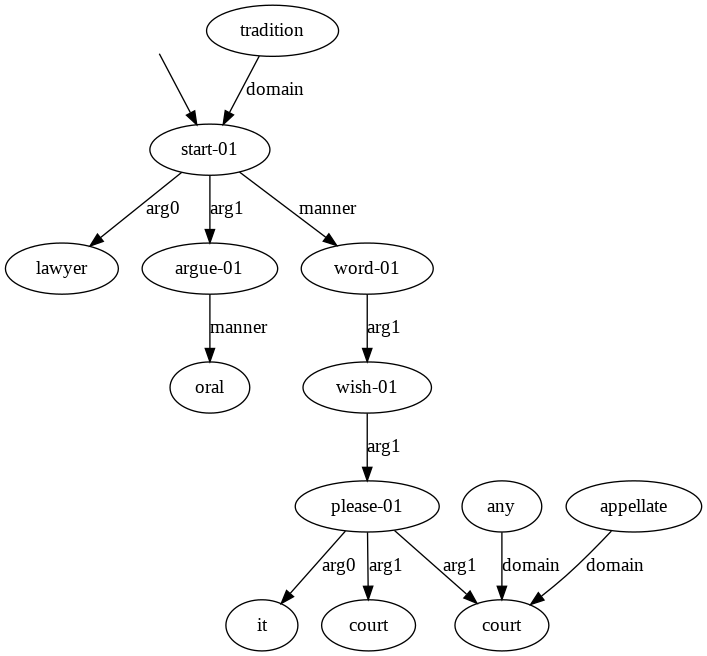 tradition
domain
start-01
arg0 arg1 manner
lawyer argue-01 word-01
manner arg1
oral wish-01
arg1
please-01 any appellate
arg0 arg1 arg1 domain domain
it court court